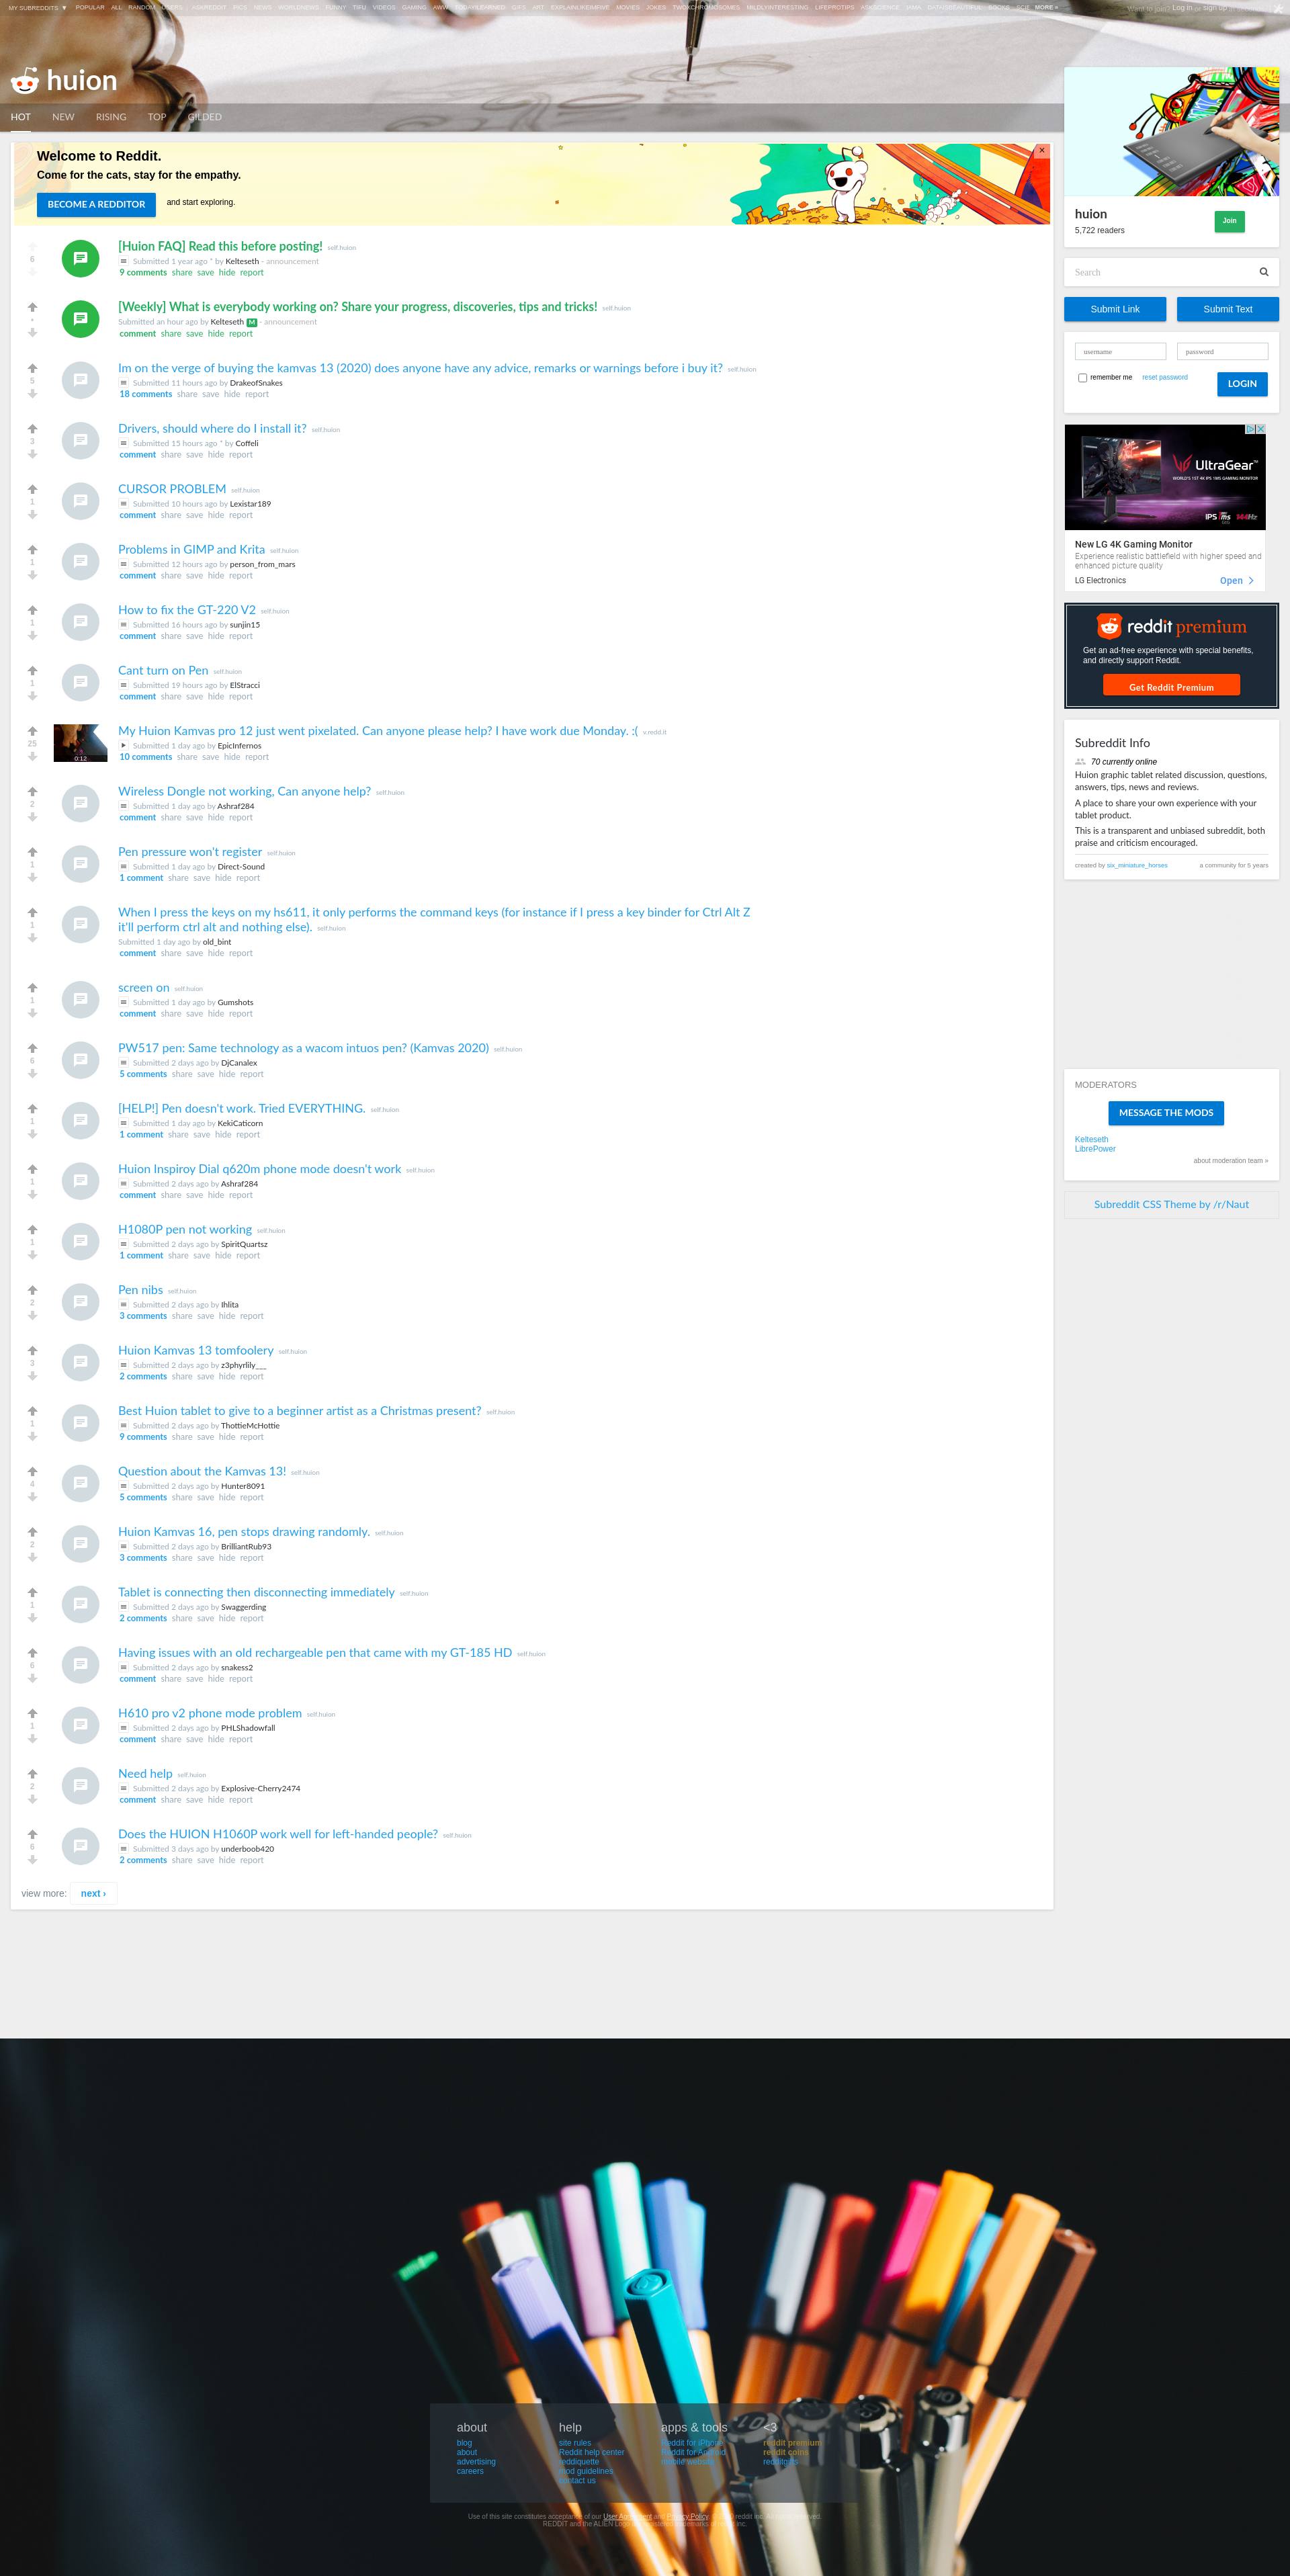 MY SUBREDDITS ▼ POPULAR ALL RANDOM USERS ASKREDDIT PICS NEWS WORLDNEWS FUNNY TIFU VIDEOS GAMING AWW TODAYILEARNED GIFS ART EXPLAINLIKEIMFIVE MOVIES JOKES TWOXCHROMOSOMES MILDLYINTERESTING LIFEPROTIPS ASKSCIENCE IAMA DATAISBEAUTIFUL BOOKS MORE »
Want to join? Log in or sign up
huion
HOT NEW RISING TOP GILDED
Welcome to Reddit.
Come for the cats, stay for the empathy.
BECOME A REDDITOR and start exploring.
×
6
[Huion FAQ] Read this before posting! self.huion
Submitted 1 year ago * by Kelteseth - announcement
9 comments share save hide report
•
[Weekly] What is everybody working on? Share your progress, discoveries, tips and tricks! self.huion
Submitted an hour ago by Kelteseth M - announcement
comment share save hide report
5
Im on the verge of buying the kamvas 13 (2020) does anyone have any advice, remarks or warnings before i buy it? self.huion
Submitted 11 hours ago by DrakeofSnakes
18 comments share save hide report
3
Drivers, should where do I install it? self.huion
Submitted 15 hours ago * by Coffeli
comment share save hide report
1
CURSOR PROBLEM self.huion
Submitted 10 hours ago by Lexistar189
comment share save hide report
1
Problems in GIMP and Krita self.huion
Submitted 12 hours ago by person_from_mars
comment share save hide report
1
How to fix the GT-220 V2 self.huion
Submitted 16 hours ago by sunjin15
comment share save hide report
1
Cant turn on Pen self.huion
Submitted 19 hours ago by ElStracci
comment share save hide report
25
0:12
My Huion Kamvas pro 12 just went pixelated. Can anyone please help? I have work due Monday. :( v.redd.it
Submitted 1 day ago by EpicInfernos
10 comments share save hide report
2
Wireless Dongle not working, Can anyone help? self.huion
Submitted 1 day ago by Ashraf284
comment share save hide report
1
Pen pressure won't register self.huion
Submitted 1 day ago by Direct-Sound
1 comment share save hide report
1
When I press the keys on my hs611, it only performs the command keys (for instance if I press a key binder for Ctrl Alt Z
it'll perform ctrl alt and nothing else). self.huion
Submitted 1 day ago by old_bint
comment share save hide report
1
screen on self.huion
Submitted 1 day ago by Gumshots
comment share save hide report
6
PW517 pen: Same technology as a wacom intuos pen? (Kamvas 2020) self.huion
Submitted 2 days ago by DjCanalex
5 comments share save hide report
1
[HELP!] Pen doesn't work. Tried EVERYTHING. self.huion
Submitted 1 day ago by KekiCaticorn
1 comment share save hide report
1
Huion Inspiroy Dial q620m phone mode doesn't work self.huion
Submitted 2 days ago by Ashraf284
comment share save hide report
1
H1080P pen not working self.huion
Submitted 2 days ago by SpiritQuartsz
1 comment share save hide report
2
Pen nibs self.huion
Submitted 2 days ago by Ihlita
3 comments share save hide report
3
Huion Kamvas 13 tomfoolery self.huion
Submitted 2 days ago by z3phyrlily___
2 comments share save hide report
1
Best Huion tablet to give to a beginner artist as a Christmas present? self.huion
Submitted 2 days ago by ThottieMcHottie
9 comments share save hide report
4
Question about the Kamvas 13! self.huion
Submitted 2 days ago by Hunter8091
5 comments share save hide report
2
Huion Kamvas 16, pen stops drawing randomly. self.huion
Submitted 2 days ago by BrilliantRub93
3 comments share save hide report
1
Tablet is connecting then disconnecting immediately self.huion
Submitted 2 days ago by Swaggerding
2 comments share save hide report
6
Having issues with an old rechargeable pen that came with my GT-185 HD self.huion
Submitted 2 days ago by snakess2
comment share save hide report
1
H610 pro v2 phone mode problem self.huion
Submitted 2 days ago by PHLShadowfall
comment share save hide report
2
Need help self.huion
Submitted 2 days ago by Explosive-Cherry2474
comment share save hide report
6
Does the HUION H1060P work well for left-handed people? self.huion
Submitted 3 days ago by underboob420
2 comments share save hide report
view more: next ›
huion
5,722 readers
Join
Search
Submit Link Submit Text
username password
remember me reset password LOGIN
ULTRAGEAR™
WORLD'S 1ST 4K IPS 1MS GAMING MONITOR
IPS 1ms 144Hz
New LG 4K Gaming Monitor
Experience realistic battlefield with higher speed and
enhanced picture quality
LG Electronics Open
reddit premium
Get an ad-free experience with special benefits,
and directly support Reddit.
Get Reddit Premium
Subreddit Info
70 currently online
Huion graphic tablet related discussion, questions,
answers, tips, news and reviews.
A place to share your own experience with your
tablet product.
This is a transparent and unbiased subreddit, both
praise and criticism encouraged.
created by six_miniature_horses a community for 5 years
MODERATORS
MESSAGE THE MODS
Kelteseth
LibrePower
about moderation team »
Subreddit CSS Theme by /r/Naut
about
blog
about
advertising
careers
help
site rules
Reddit help center
reddiquette
mod guidelines
contact us
apps & tools
Reddit for iPhone
Reddit for Android
mobile website
<3
reddit premium
reddit coins
redditgifts
Use of this site constitutes acceptance of our User Agreement and Privacy Policy. reddit inc.
REDDIT and the ALIEN Logo are registered trademarks of reddit inc.